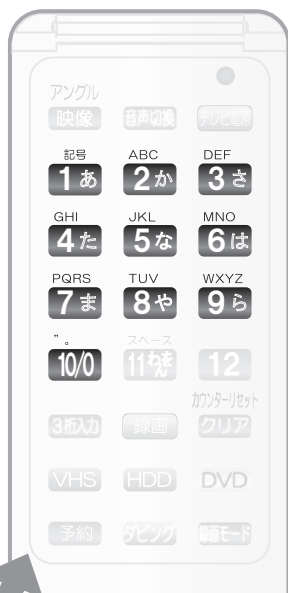 アングル
映像 音声切換 テレビ電源
記号 ABC DEF
1あ 2か 3さ
GHI JKL MNO
4た 5な 6は
PQRS TUV WXYZ
7ま 8や 9ら
”。 スペース
10/0 11わをん 12
カウンターリセット
3桁入力 録画 クリア
VHS HDD DVD
予約 ダビング 録画モード